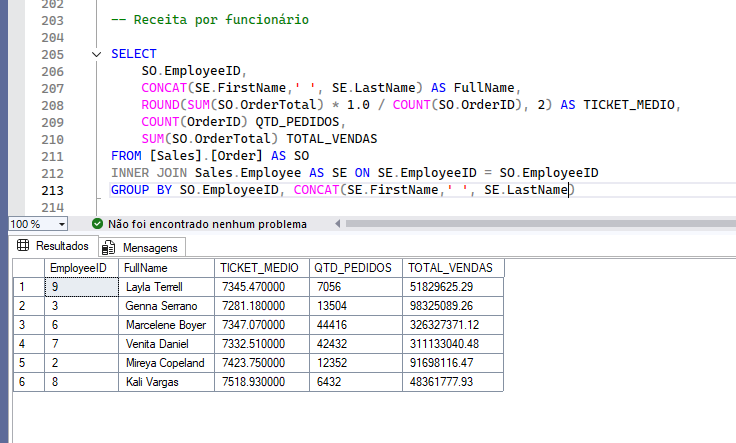 202
203 -- Receita por funcionário
204
205 SELECT
206 SO.EmployeeID,
207 CONCAT(SE.FirstName,' ', SE.LastName) AS FullName,
208 ROUND(SUM(SO.OrderTotal) * 1.0 / COUNT(SO.OrderID), 2) AS TICKET_MEDIO,
209 COUNT(OrderID) QTD_PEDIDOS,
210 SUM(SO.OrderTotal) TOTAL_VENDAS
211 FROM [Sales].[Order] AS SO
212 INNER JOIN Sales.Employee AS SE ON SE.EmployeeID = SO.EmployeeID
213 GROUP BY SO.EmployeeID, CONCAT(SE.FirstName,' ', SE.LastName)
214
100 % Não foi encontrado nenhum problema
Resultados Mensagens
EmployeeID FullName TICKET_MEDIO QTD_PEDIDOS TOTAL_VENDAS
1 9 Layla Terrell 7345.470000 7056 51829625.29
2 3 Genna Serrano 7281.180000 13504 98325089.26
3 6 Marcelene Boyer 7347.070000 44416 326327371.12
4 7 Venita Daniel 7332.510000 42432 311133040.48
5 2 Mireya Copeland 7423.750000 12352 91698116.47
6 8 Kali Vargas 7518.930000 6432 48361777.93